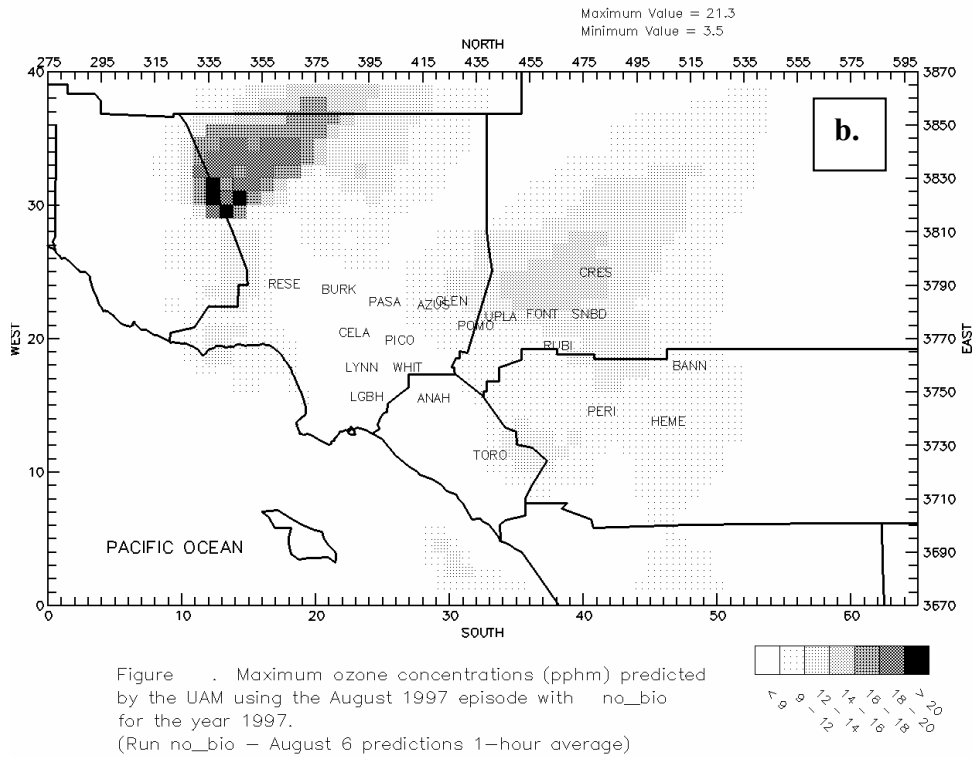 Maximum Value = 21.3
Minimum Value = 3.5
NORTH
275 295 315 335 355 375 395 415 435 455 475 495 515 535 555 575 595
40 3870
3850
b.
3830
30
3810
CRES
3790
RESE BURK PASA AZUS GLEN
UPLA FONT SNBD
POMO
CELA PICO RUBI
WEST 20 3770 EAST
LYNN WHIT BANN
LGBH ANAH 3750
PERI HEME
3730
TORO
10
3710
PACIFIC OCEAN 3690
0 3670
0 10 20 30 40 50 60
SOUTH
Figure . Maximum ozone concentrations (pphm) predicted
by the UAM using the August 1997 episode with no_bio
for the year 1997.
(Run no_bio – August 6 predictions 1-hour average)
< 9
9 - 12
12 - 14
14 - 16
16 - 18
18 - 20
> 20